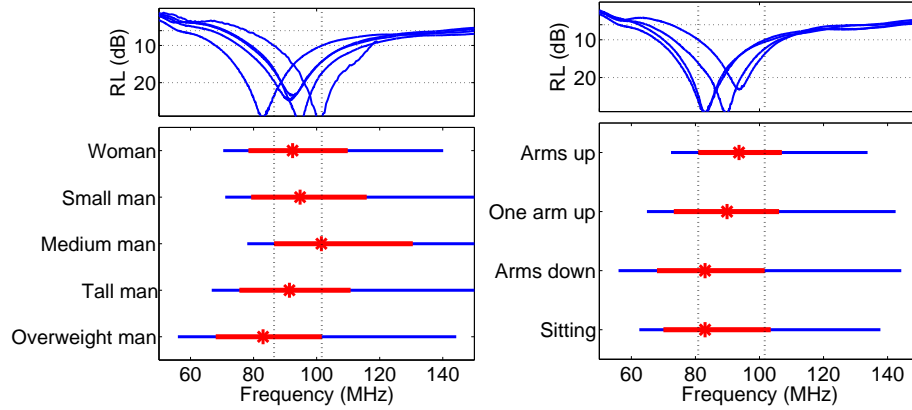 RL (dB)
10
20
Woman
Small man
Medium man
Tall man
Overweight man
60 80 100 120 140
Frequency (MHz)
RL (dB)
10
20
Arms up
One arm up
Arms down
Sitting
60 80 100 120 140
Frequency (MHz)